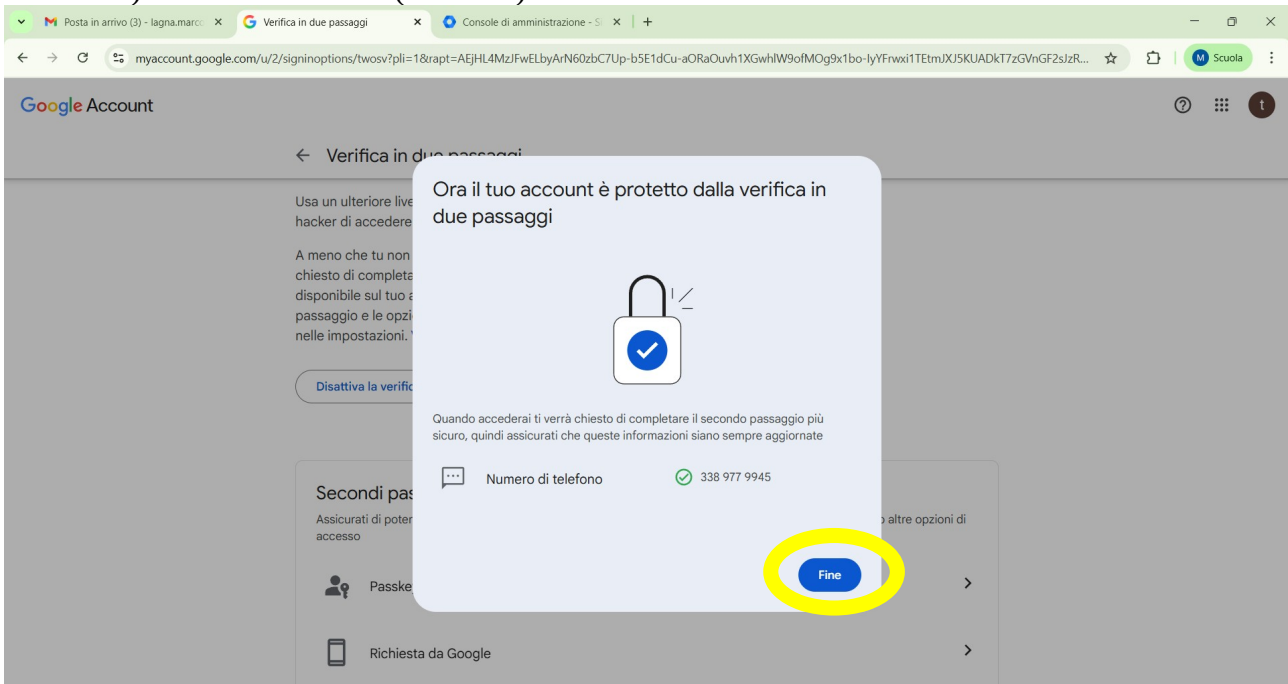 Posta in arrivo (3) - lagna.marco
Verifica in due passaggi
Console di amministrazione - S
myaccount.google.com/u/2/signinoptions/twosv?pli=1&rapt=AEjHL4MzJFwELbyArN60zbC7Up-b5E1dCu-aORaOuvh1XGwhlW9ofMOg9x1bo-IyYFrwxi1TEtmJXJ5KUADkT7zGVnGF2sJzR...
M Scuola
Google Account
t
Verifica in due passaggi
Usa un ulteriore live
hacker di accedere
A meno che tu non
chiesto di completa
disponibile sul tuo a
passaggio e le opzi
nelle impostazioni.
Disattiva la verific
Ora il tuo account è protetto dalla verifica in
due passaggi
Quando accederai ti verrà chiesto di completare il secondo passaggio più
sicuro, quindi assicurati che queste informazioni siano sempre aggiornate
Numero di telefono
338 977 9945
Fine
Secondi pas
Assicurati di poter
o altre opzioni di
accesso
Passke
Richiesta da Google